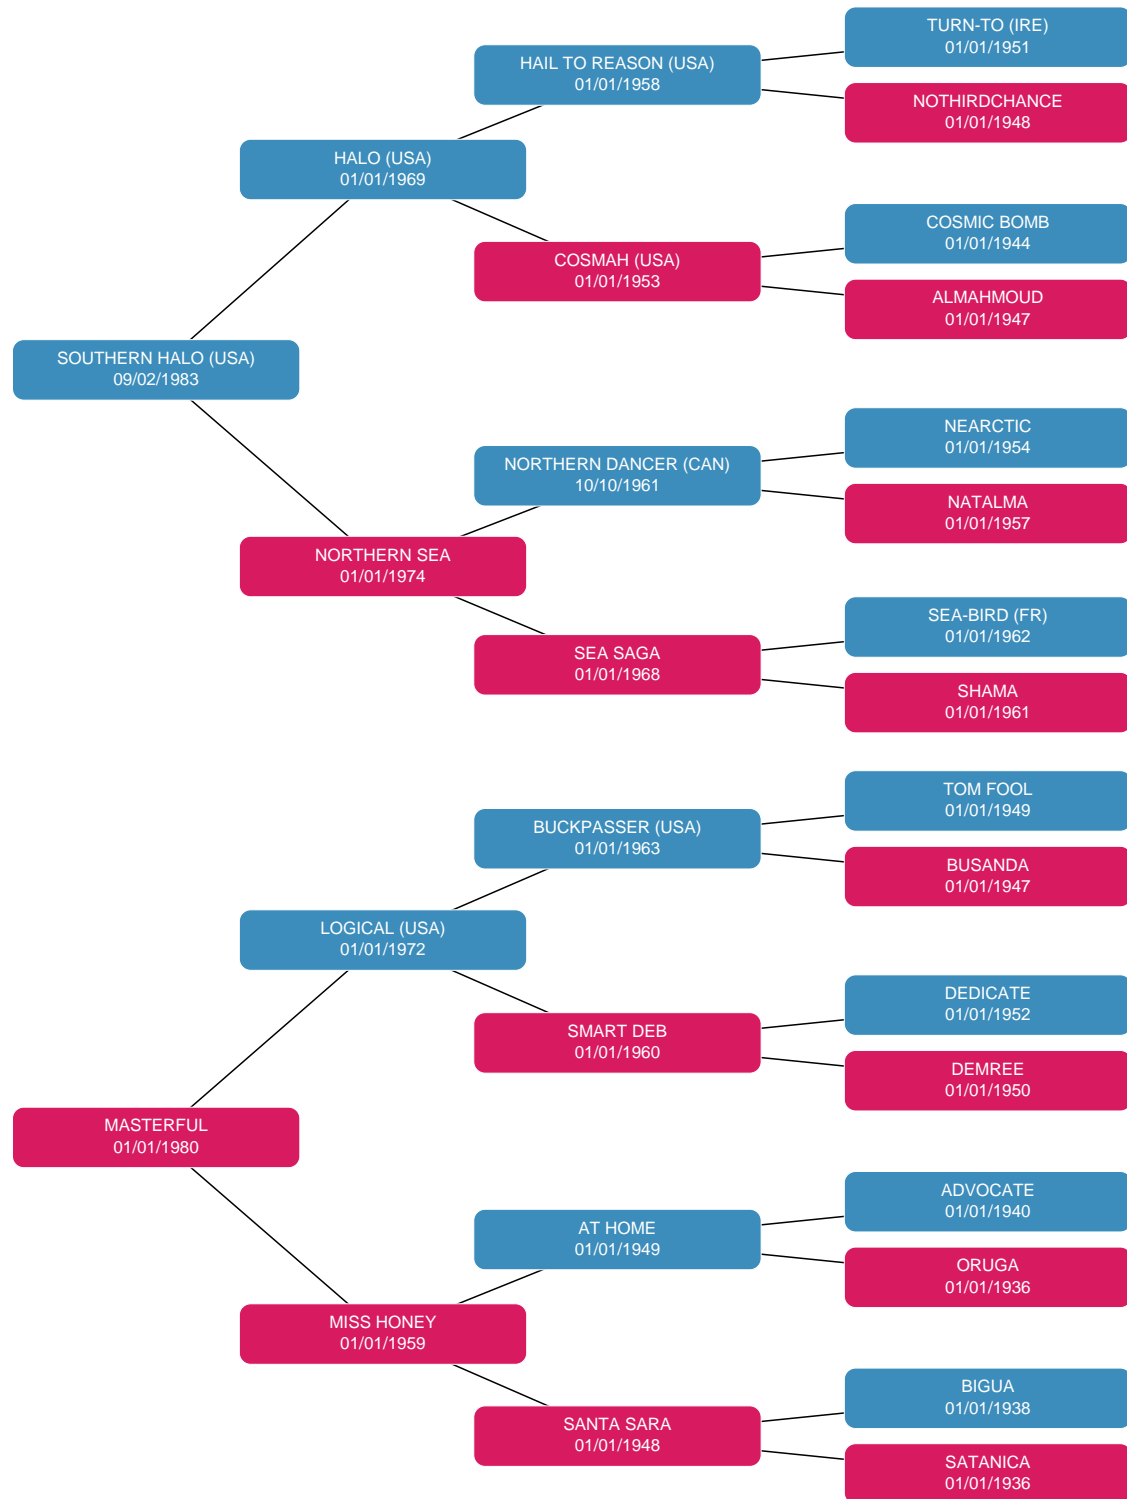 TURN-TO (IRE)
01/01/1951
HAIL TO REASON (USA)
01/01/1958
NOTHIRDCHANCE
01/01/1948
HALO (USA)
01/01/1969
COSMIC BOMB
01/01/1944
COSMAH (USA)
01/01/1953
ALMAHMOUD
01/01/1947
SOUTHERN HALO (USA)
09/02/1983
NEARCTIC
01/01/1954
NORTHERN DANCER (CAN)
10/10/1961
NATALMA
01/01/1957
NORTHERN SEA
01/01/1974
SEA-BIRD (FR)
01/01/1962
SEA SAGA
01/01/1968
SHAMA
01/01/1961
TOM FOOL
01/01/1949
BUCKPASSER (USA)
01/01/1963
BUSANDA
01/01/1947
LOGICAL (USA)
01/01/1972
DEDICATE
01/01/1952
SMART DEB
01/01/1960
DEMREE
01/01/1950
MASTERFUL
01/01/1980
ADVOCATE
01/01/1940
AT HOME
01/01/1949
ORUGA
01/01/1936
MISS HONEY
01/01/1959
BIGUA
01/01/1938
SANTA SARA
01/01/1948
SATANICA
01/01/1936